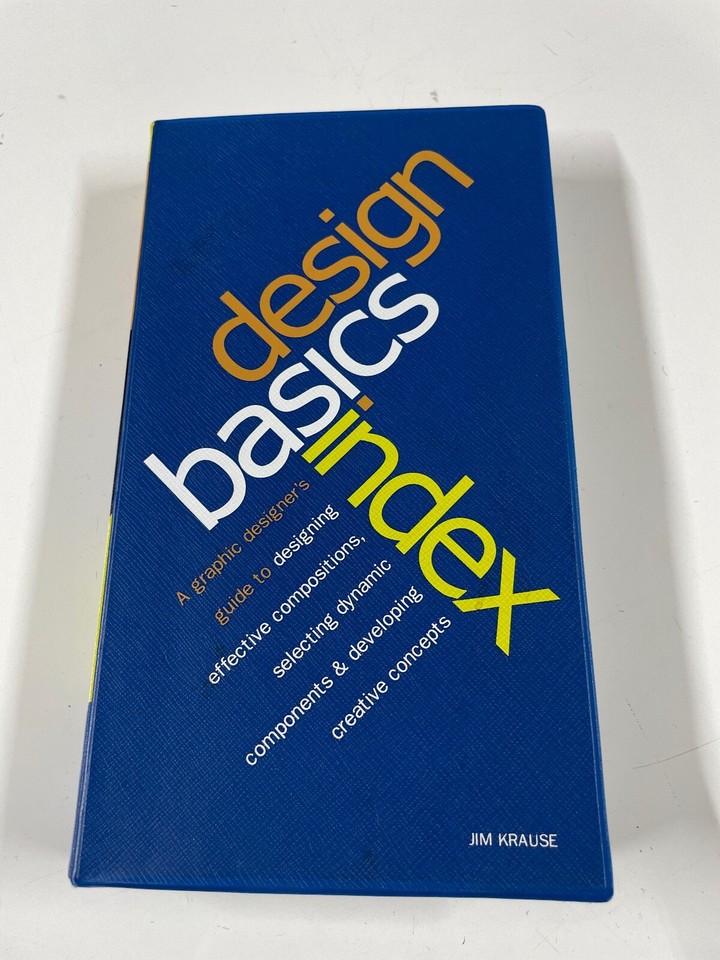 design
basics
index
A graphic designer's
guide to designing
effective compositions,
selecting dynamic
components & developing
creative concepts
JIM KRAUSE